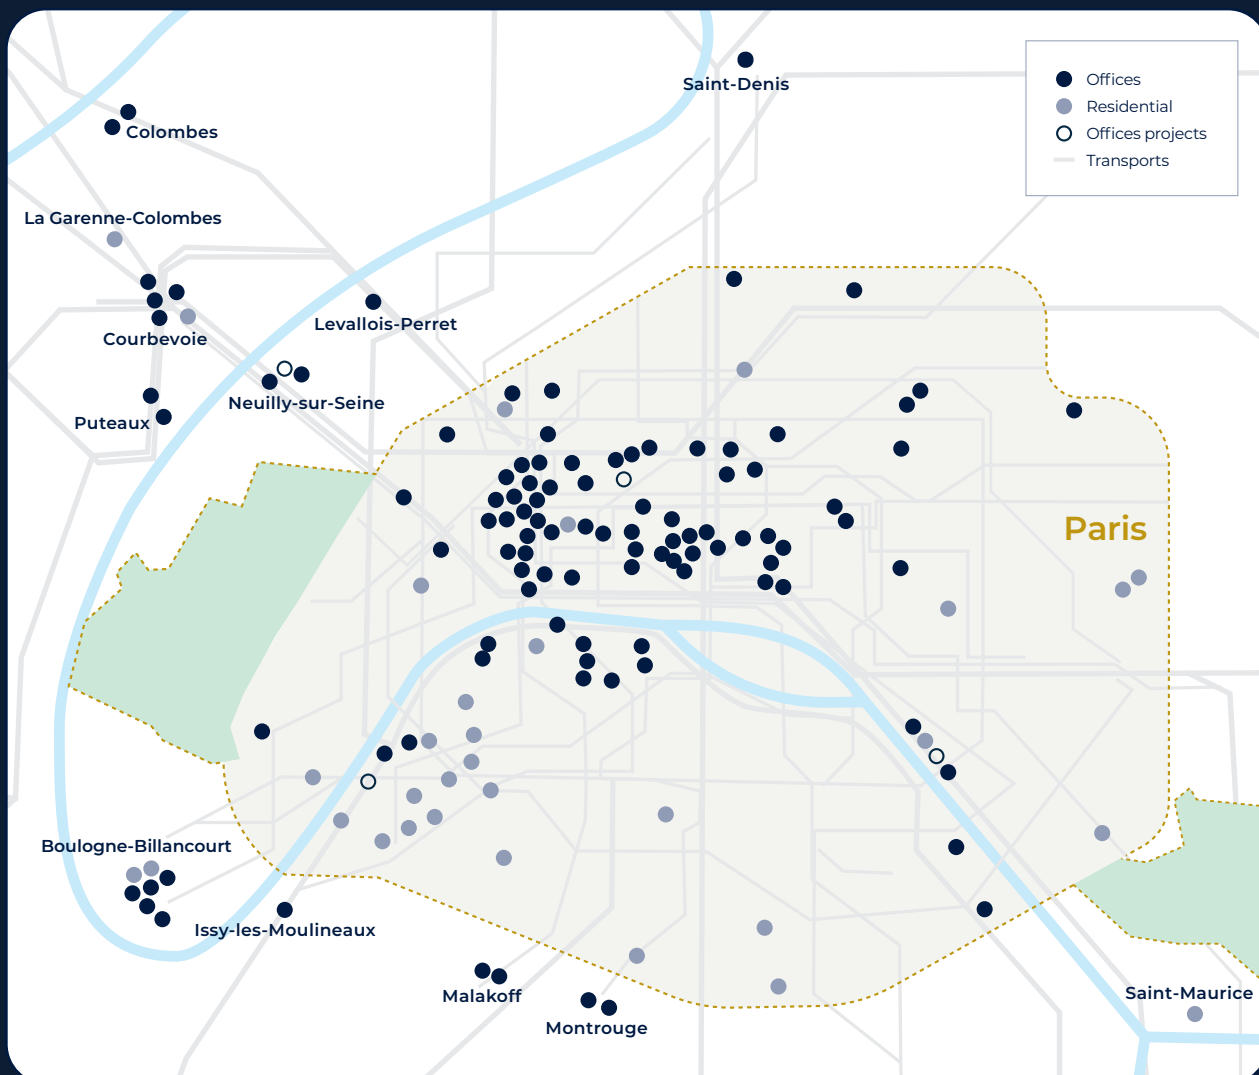 Saint-Denis
Offices
Residential
Offices projects
Transports
Colombes
La Garenne-Colombes
Levallois-Perret
Courbevoie
Neuilly-sur-Seine
Puteaux
Paris
Boulogne-Billancourt
Issy-les-Moulineaux
Malakoff
Saint-Maurice
Montrouge